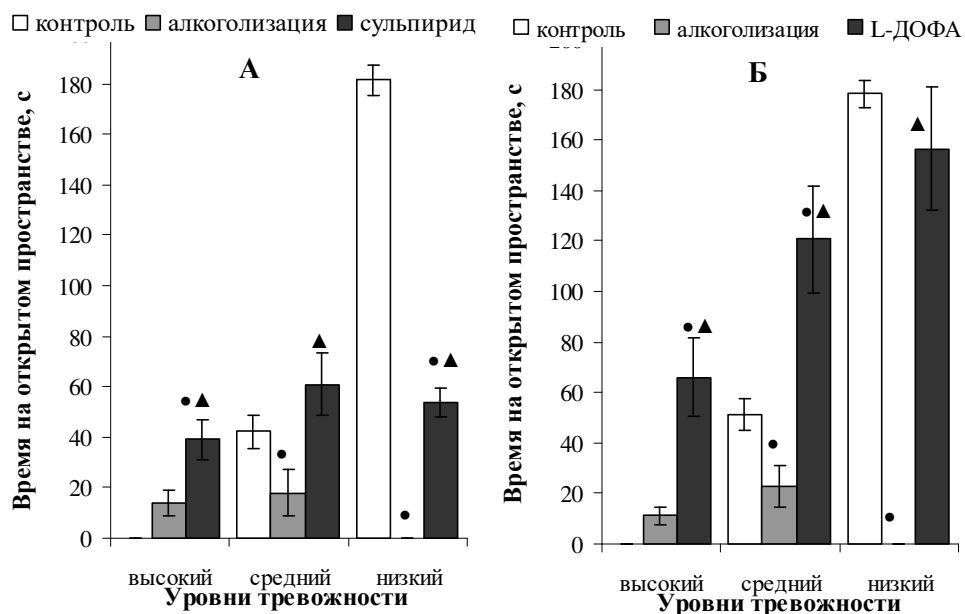 контроль алкоголизация сульпирид
А
Время на открытом пространстве, с
180
160
140
120
100
80
60
40
20
0
высокий средний низкий
Уровни тревожности
контроль алкоголизация L-ДОФА
Б
Время на открытом пространстве, с
180
160
140
120
100
80
60
40
20
0
высокий средний низкий
Уровни тревожности